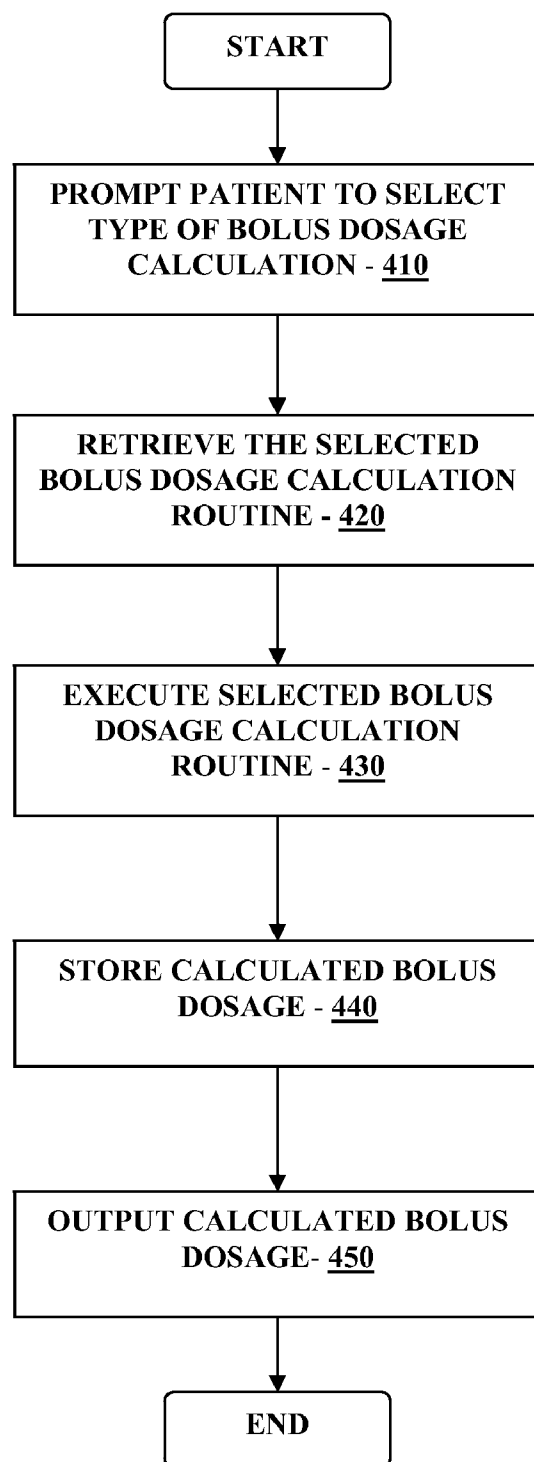 START
PROMPT PATIENT TO SELECT
TYPE OF BOLUS DOSAGE
CALCULATION - 410
RETRIEVE THE SELECTED
BOLUS DOSAGE CALCULATION
ROUTINE - 420
EXECUTE SELECTED BOLUS
DOSAGE CALCULATION
ROUTINE - 430
STORE CALCULATED BOLUS
DOSAGE - 440
OUTPUT CALCULATED BOLUS
DOSAGE- 450
END